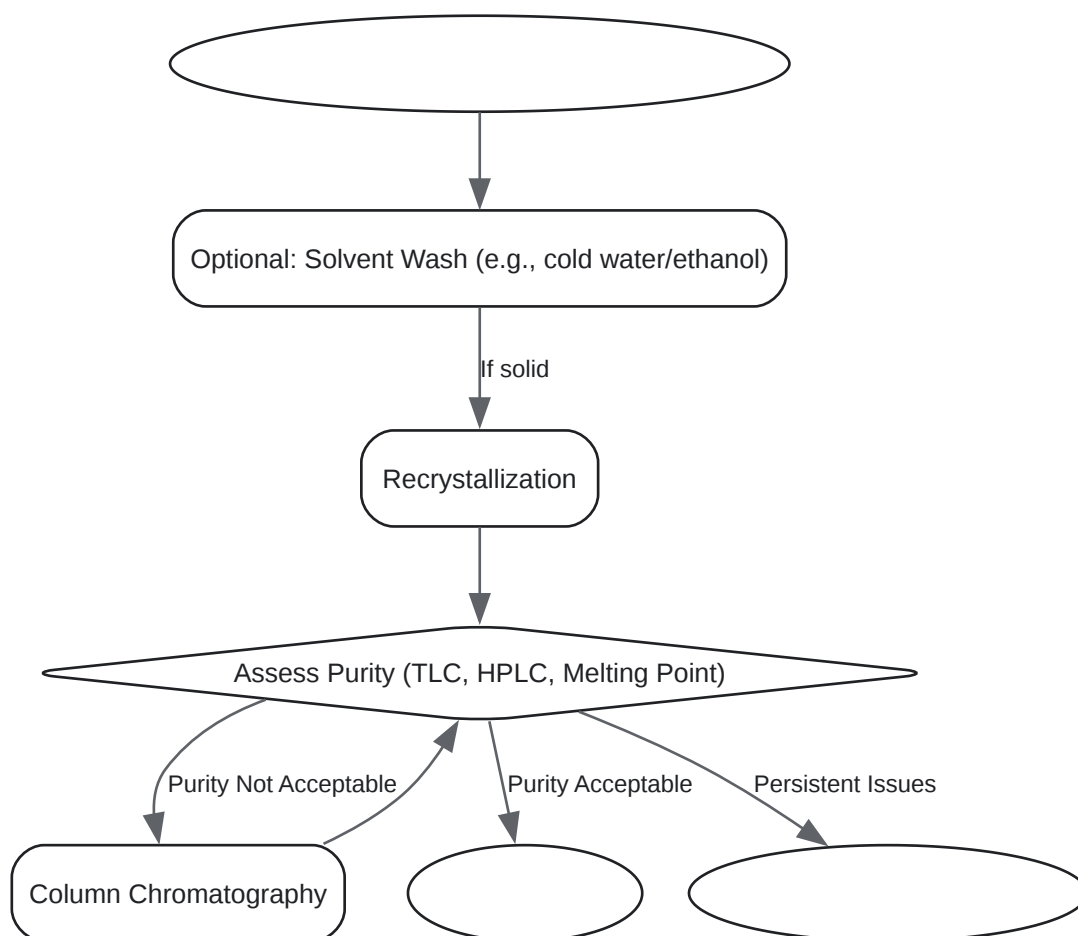 Optional: Solvent Wash (e.g., cold water/ethanol)
If solid
Recrystallization
Assess Purity (TLC, HPLC, Melting Point)
Purity Not Acceptable
Purity Acceptable
Persistent Issues
Column Chromatography